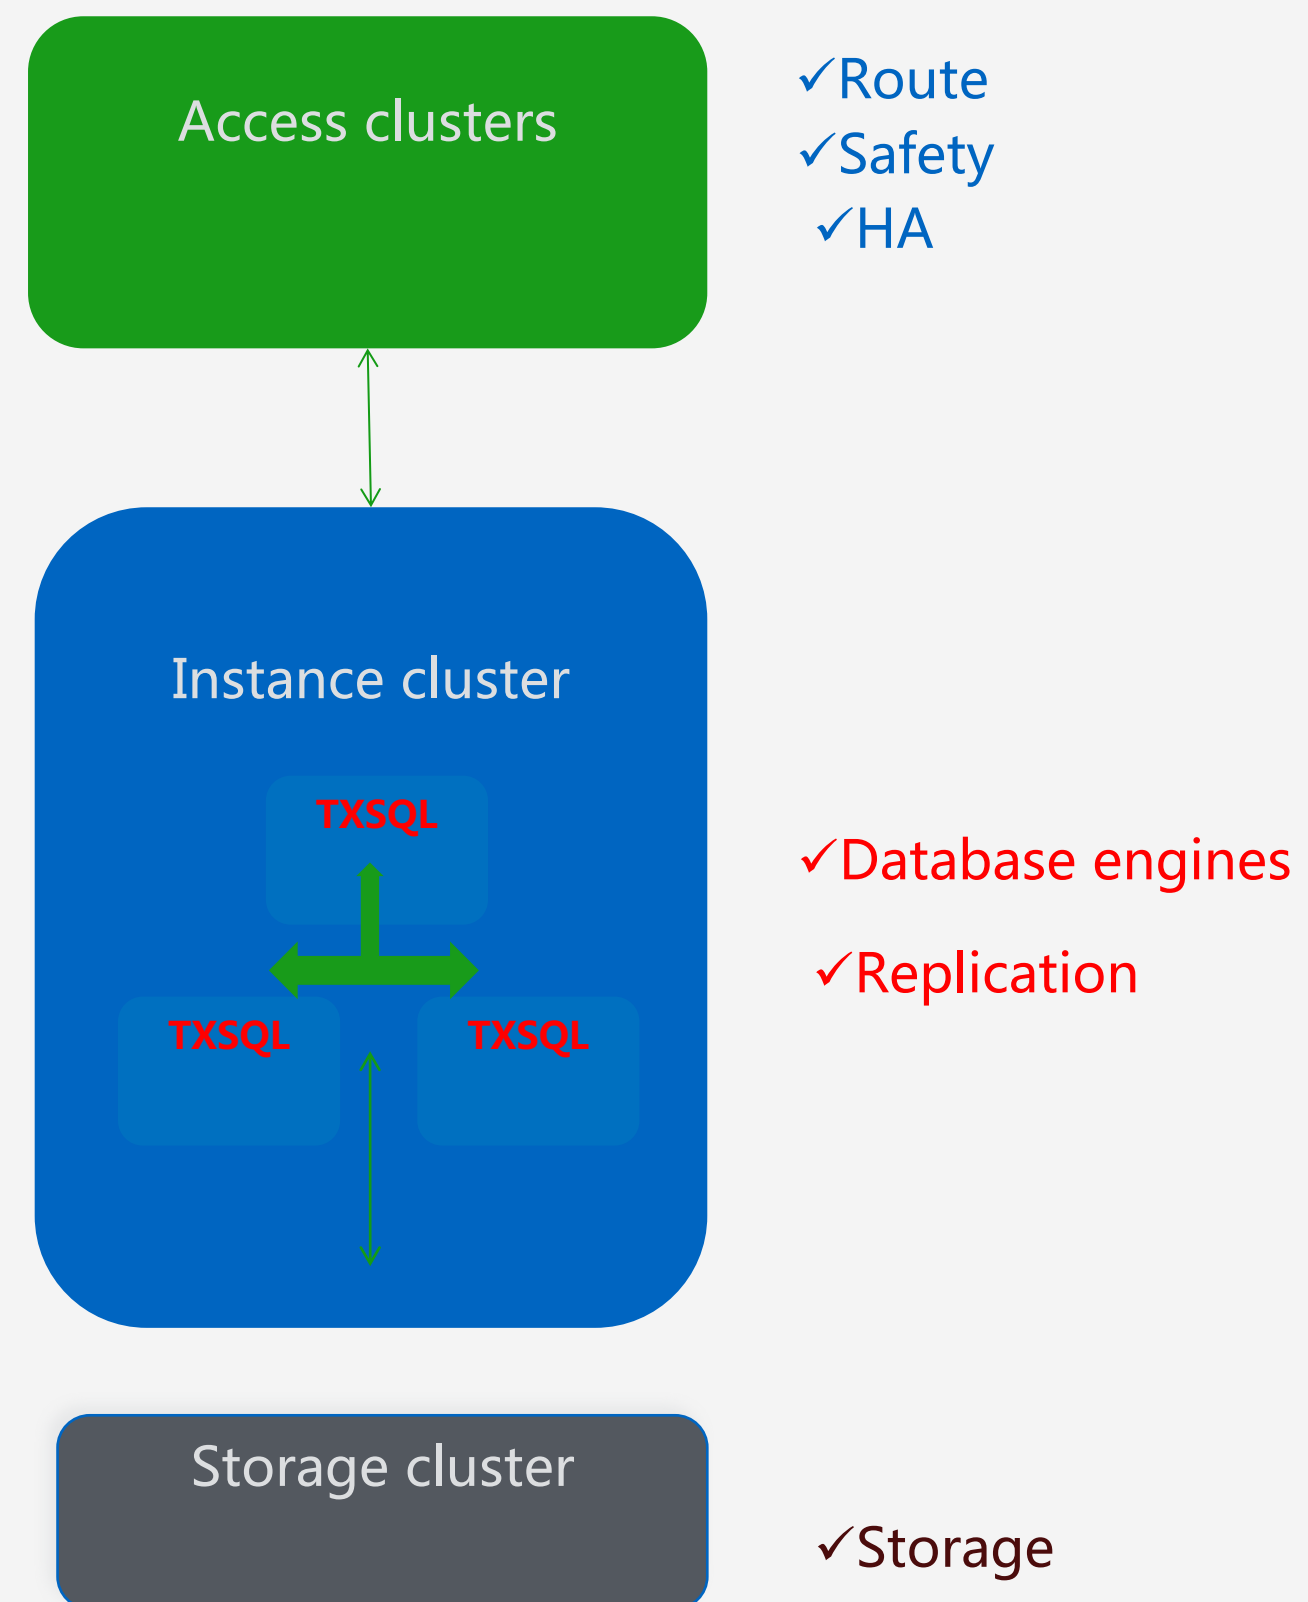 Access clusters
✓Route
✓Safety
✓HA
Instance cluster
TXSQL
✓Database engines
✓Replication
TXSQL
TXSQL
Storage cluster
✓Storage